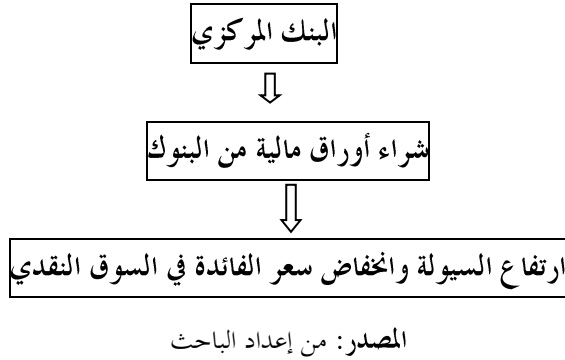 البنك المركزي
شراء أوراق مالية من البنوك
ارتفاع السيولة وانخفاض سعر الفائدة في السوق النقدي
المصدر: من إعداد الباحث